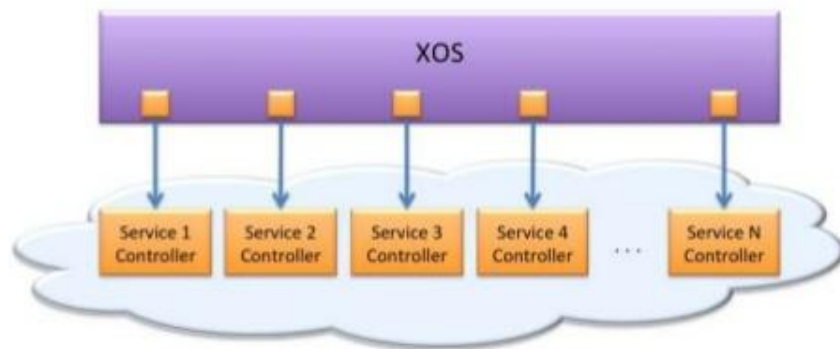 XOS
Service 1
Controller
Service 2
Controller
Service 3
Controller
Service 4
Controller
. . .
Service N
Controller